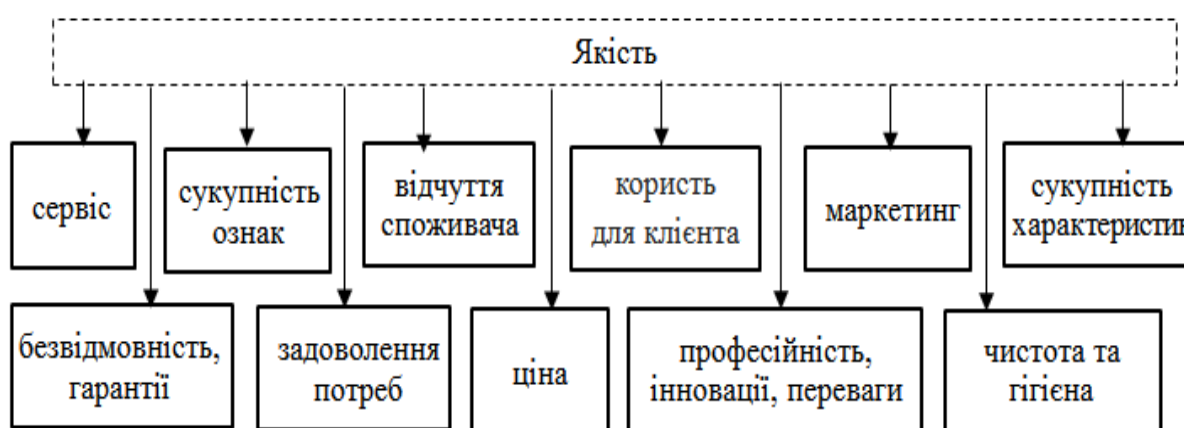 Якість
сервіс
сукупність
ознак
відчуття
споживача
користь
для клієнта
маркетинг
сукупність
характеристик
безвідмовність,
гарантії
задоволення
потреб
ціна
професійність,
інновації, переваги
чистота та
гігієна